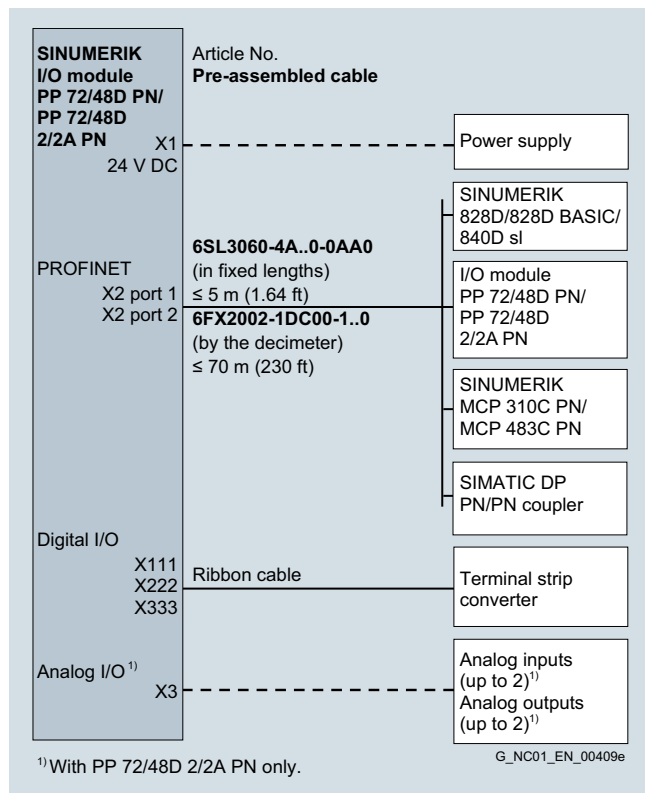 SINUMERIK
I/O module
PP 72/48D PN/
PP 72/48D
2/2A PN
X1
24 V DC
Article No.
Pre-assembled cable
Power supply
PROFINET
X2 port 1
X2 port 2
6SL3060-4A..0-0AA0
(in fixed lengths)
≤ 5 m (1.64 ft)
6FX2002-1DC00-1..0
(by the decimeter)
≤ 70 m (230 ft)
SINUMERIK
828D/828D BASIC/
840D sl
I/O module
PP 72/48D PN/
PP 72/48D
2/2A PN
SINUMERIK
MCP 310C PN/
MCP 483C PN
SIMATIC DP
PN/PN coupler
Digital I/O
X111
X222
X333
Ribbon cable
Terminal strip
converter
Analog I/O 1)
X3
Analog inputs
(up to 2)1)
Analog outputs
(up to 2)1)
1) With PP 72/48D 2/2A PN only.
G_NC01_EN_00409e